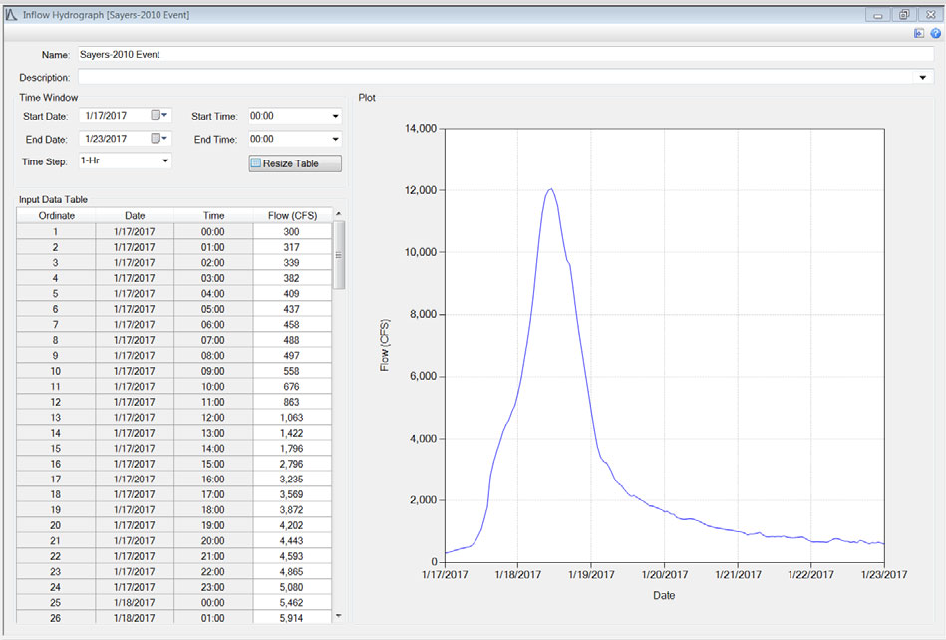 Inflow Hydrograph [Sayers-2010 Event]
Name: Sayers-2010 Event
Description:
Time Window
Start Date: 1/17/2017 Start Time: 00:00
End Date: 1/23/2017 End Time: 00:00
Time Step: 1-Hr
Resize Table
Input Data Table
Ordinate Date Time Flow (CFS)
1 1/17/2017 00:00 300
2 1/17/2017 01:00 317
3 1/17/2017 02:00 339
4 1/17/2017 03:00 382
5 1/17/2017 04:00 409
6 1/17/2017 05:00 437
7 1/17/2017 06:00 458
8 1/17/2017 07:00 488
9 1/17/2017 08:00 497
10 1/17/2017 09:00 558
11 1/17/2017 10:00 676
12 1/17/2017 11:00 863
13 1/17/2017 12:00 1,063
14 1/17/2017 13:00 1,422
15 1/17/2017 14:00 1,796
16 1/17/2017 15:00 2,796
17 1/17/2017 16:00 3,235
18 1/17/2017 17:00 3,569
19 1/17/2017 18:00 3,872
20 1/17/2017 19:00 4,202
21 1/17/2017 20:00 4,443
22 1/17/2017 21:00 4,593
23 1/17/2017 22:00 4,865
24 1/17/2017 23:00 5,080
25 1/18/2017 00:00 5,462
26 1/18/2017 01:00 5,914
Plot
14,000
12,000
10,000
8,000
6,000
4,000
2,000
0
Flow (CFS)
1/17/2017 1/18/2017 1/19/2017 1/20/2017 1/21/2017 1/22/2017 1/23/2017
Date